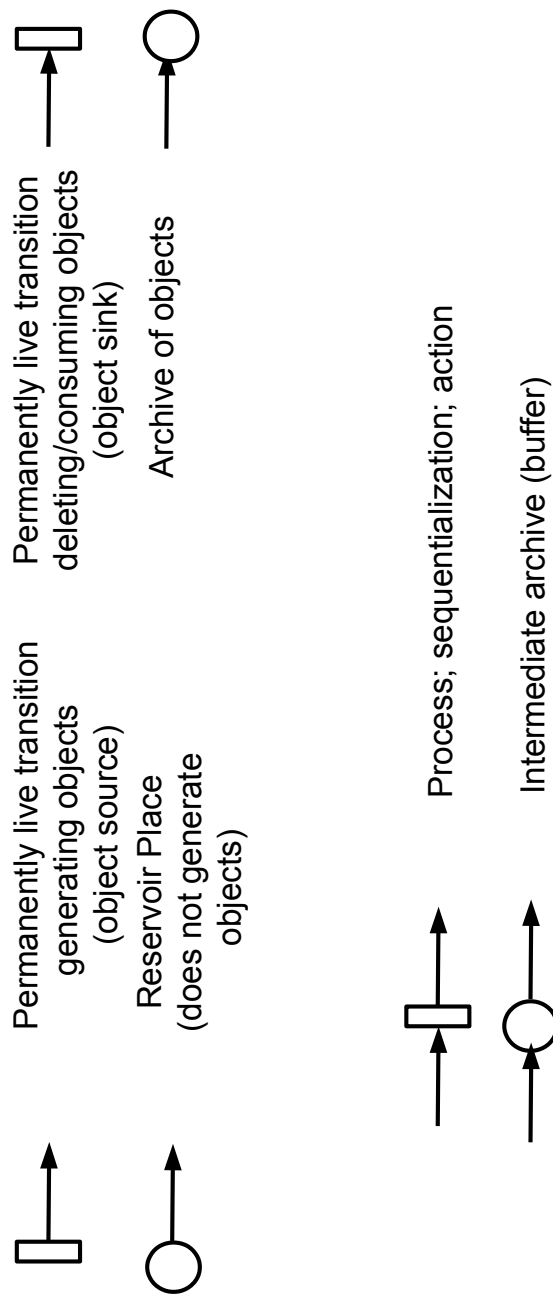 Permanently live transition
generating objects
(object source)
Reservoir Place
(does not generate
objects)
Permanently live transition
deleting/consuming objects
(object sink)
Archive of objects
Process; sequentialization; action
Intermediate archive (buffer)